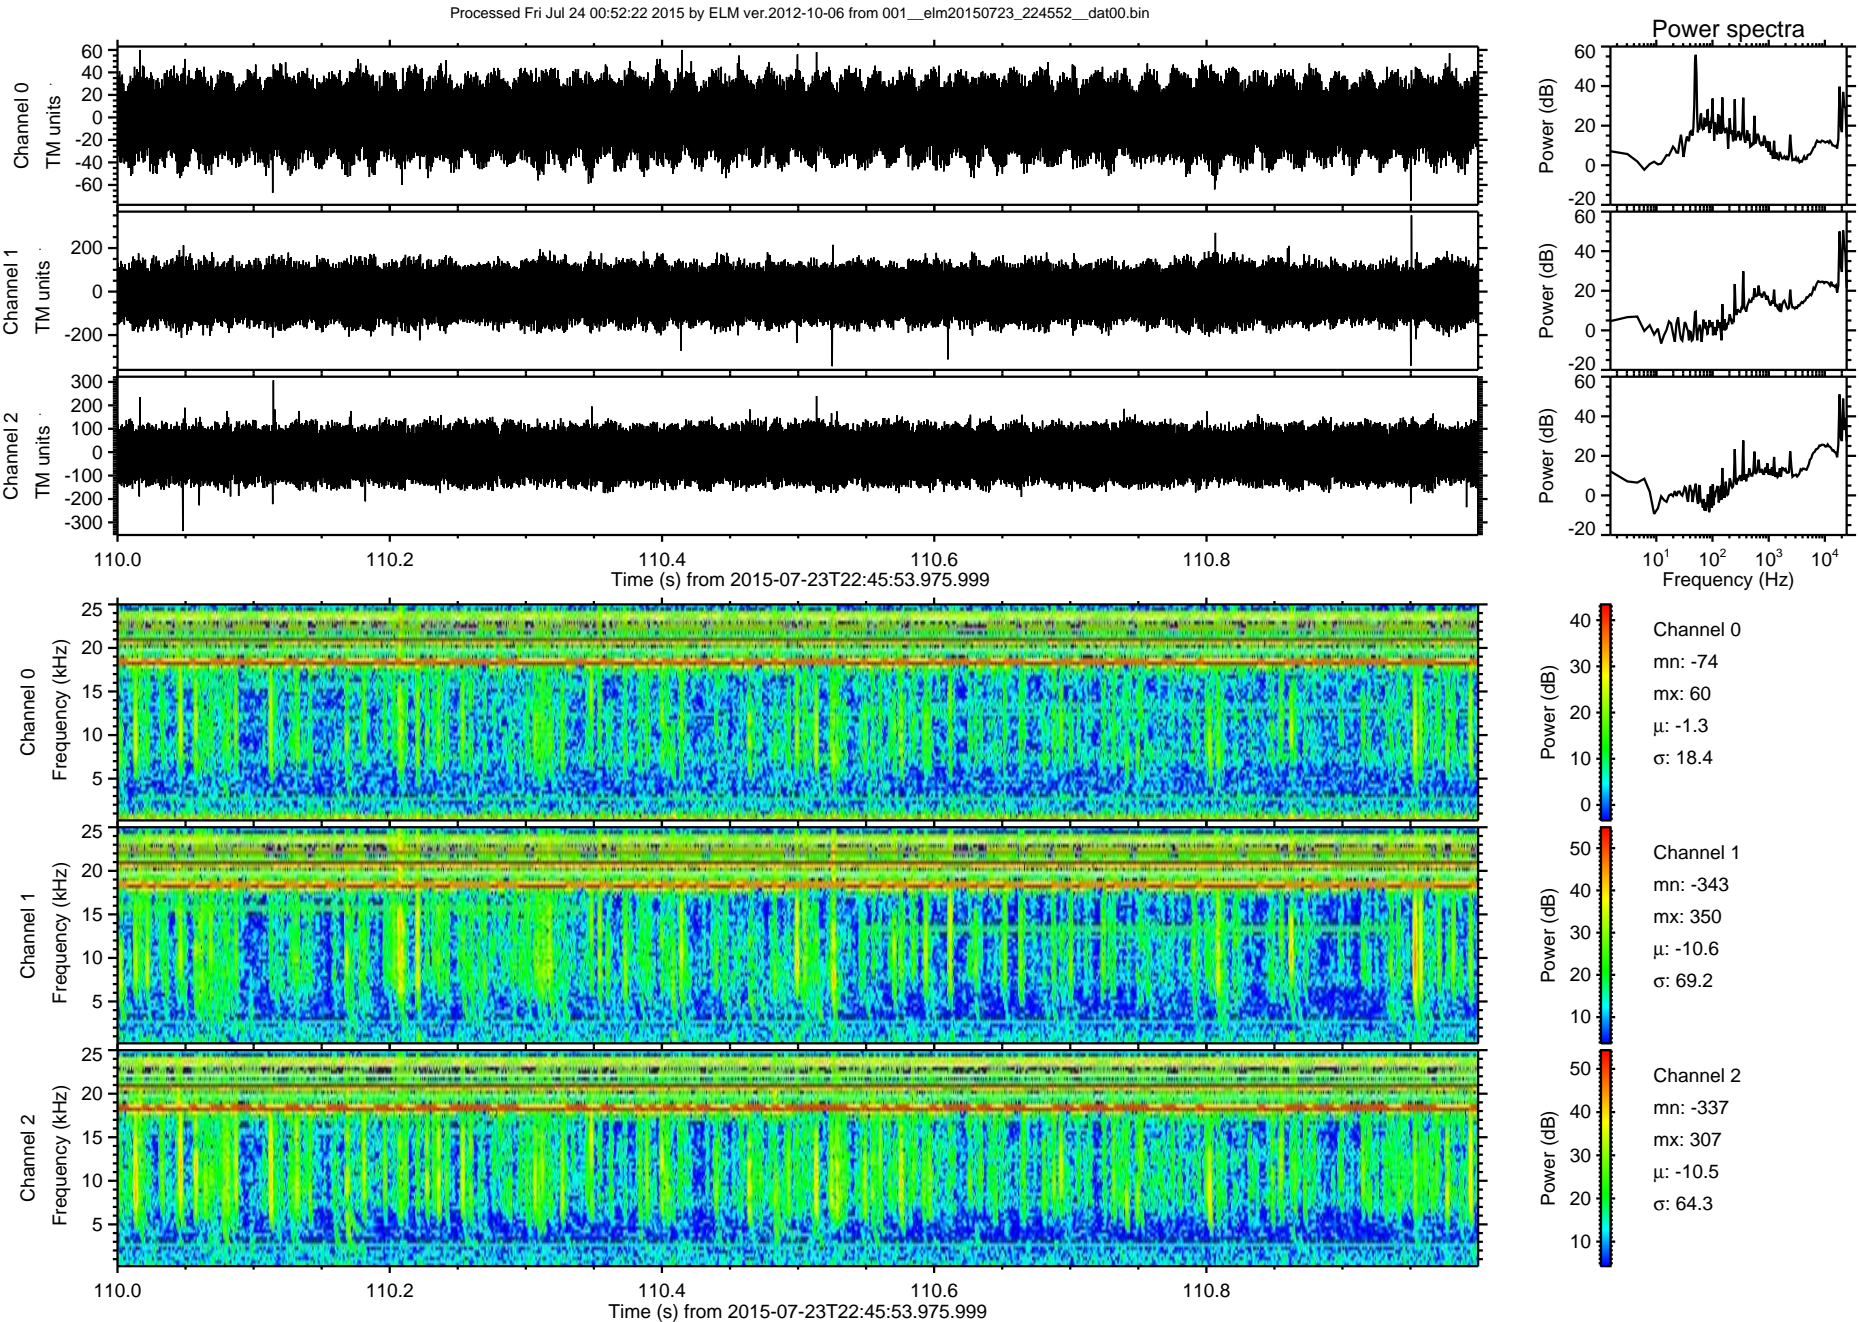 Processed Fri Jul 24 00:52:22 2015 by ELM ver.2012-10-06 from 001__elm20150723_224552__dat00.bin
Power spectra
Channel 0
TM units
60
40
20
0
-20
-40
-60
Power (dB)
60
40
20
0
-20
Channel 1
TM units
200
0
-200
Power (dB)
60
40
20
0
-20
Channel 2
TM units
300
200
100
0
-100
-200
-300
Power (dB)
60
40
20
0
-20
110.0 110.2 110.4 110.6 110.8
Time (s) from 2015-07-23T22:45:53.975.999
10¹ 10² 10³ 10⁴
Frequency (Hz)
Channel 0
Frequency (kHz)
25
20
15
10
5
Power (dB)
40
30
20
10
0
Channel 0
mn: -74
mx: 60
μ: -1.3
σ: 18.4
Channel 1
Frequency (kHz)
25
20
15
10
5
Power (dB)
50
40
30
20
10
Channel 1
mn: -343
mx: 350
μ: -10.6
σ: 69.2
Channel 2
Frequency (kHz)
25
20
15
10
5
Power (dB)
50
40
30
20
10
Channel 2
mn: -337
mx: 307
μ: -10.5
σ: 64.3
110.0 110.2 110.4 110.6 110.8
Time (s) from 2015-07-23T22:45:53.975.999